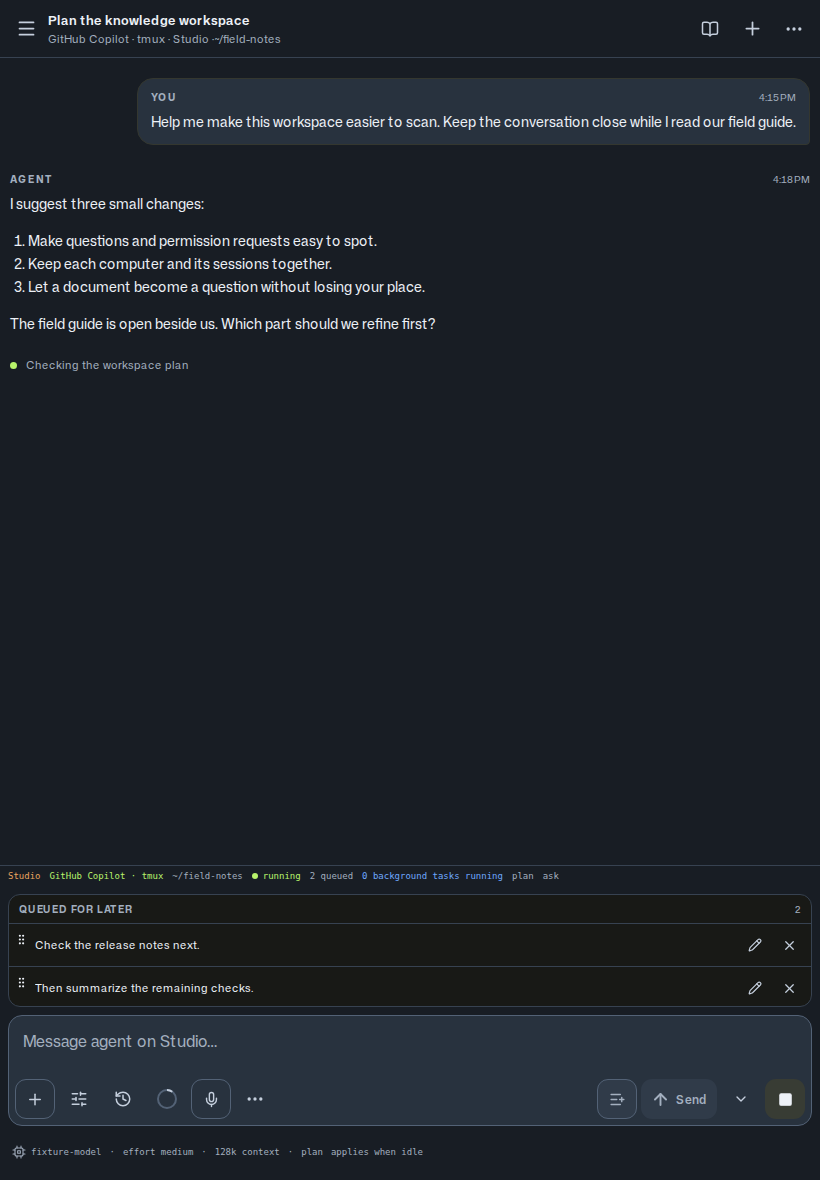 Plan the knowledge workspace
GitHub Copilot · tmux · Studio ·~/field-notes
YOU 4:15 PM
Help me make this workspace easier to scan. Keep the conversation close while I read our field guide.
AGENT 4:18 PM
I suggest three small changes:
1. Make questions and permission requests easy to spot.
2. Keep each computer and its sessions together.
3. Let a document become a question without losing your place.
The field guide is open beside us. Which part should we refine first?
Checking the workspace plan
Studio GitHub Copilot · tmux ~/field-notes running 2 queued 0 background tasks running plan ask
QUEUED FOR LATER 2
Check the release notes next.
Then summarize the remaining checks.
Message agent on Studio...
Send
fixture-model · effort medium · 128k context · plan applies when idle